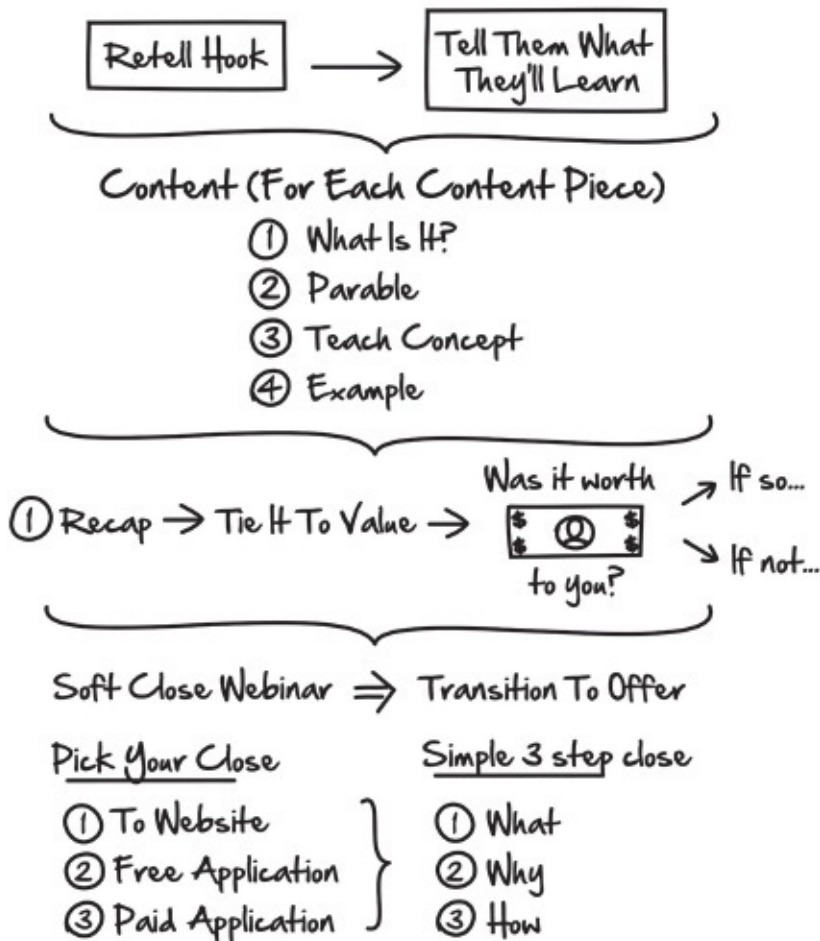 Retell Hook
Tell Them What
They'll Learn
Content (For Each Content Piece)
① What Is It?
② Parable
③ Teach Concept
④ Example
① Recap → Tie It To Value →
Was it worth
$ $
$ $
to you?
If so...
If not...
Soft Close Webinar ⇒ Transition To Offer
Pick Your Close
① To Website
② Free Application
③ Paid Application
Simple 3 step close
① What
② Why
③ How